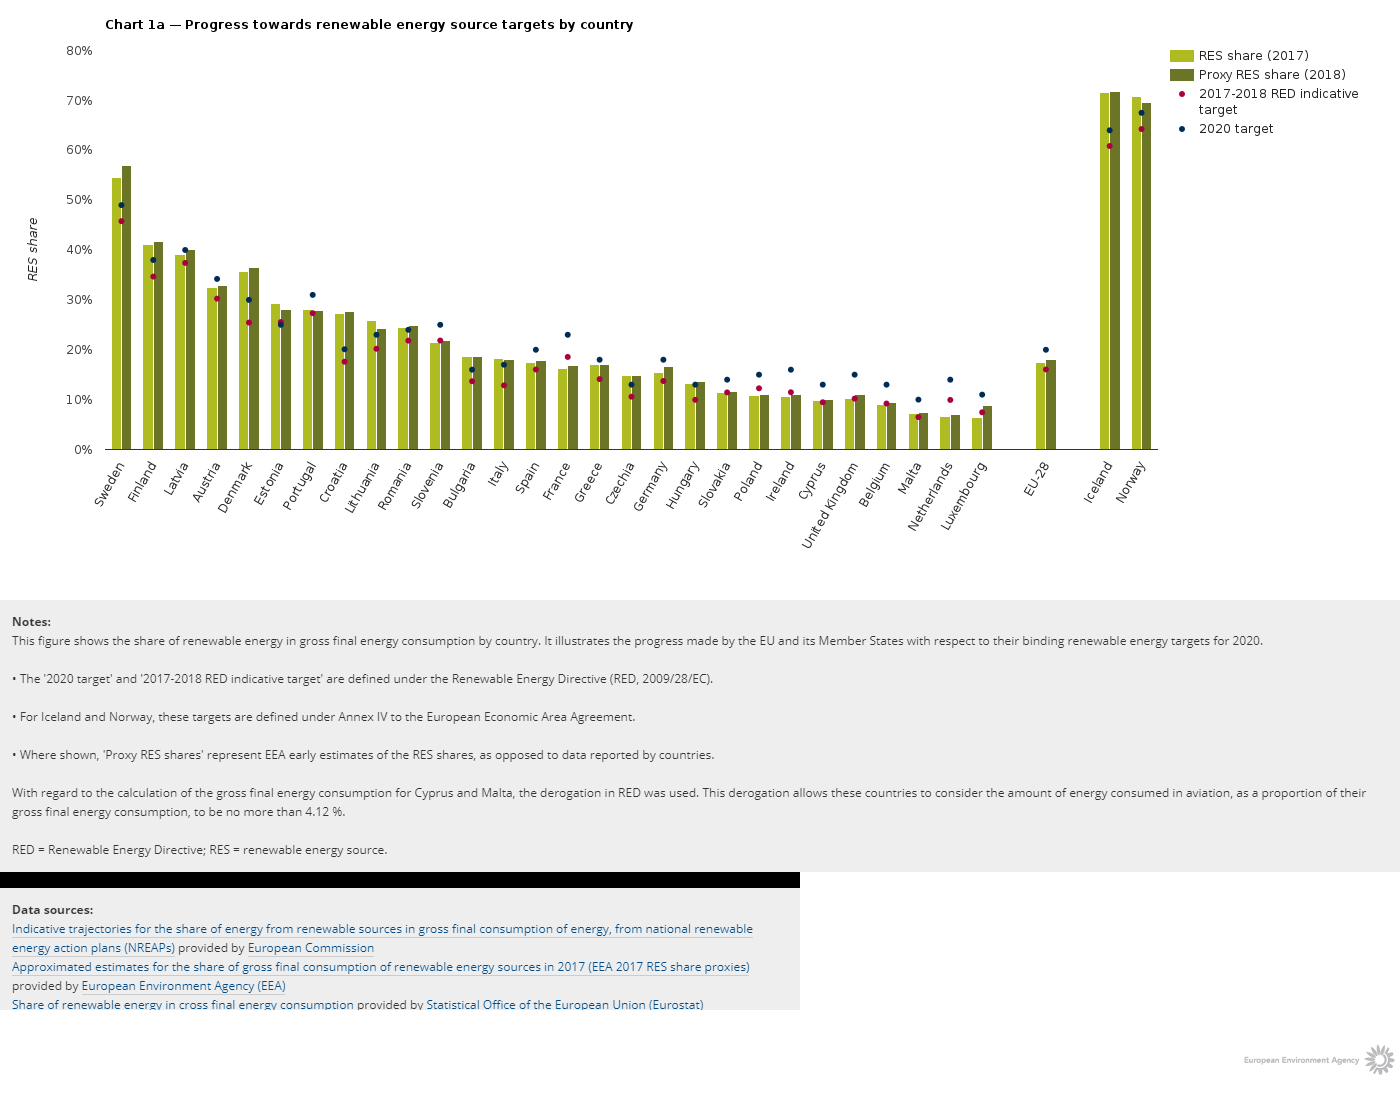 Chart 1a — Progress towards renewable energy source targets by country
80%
70%
60%
50%
40%
30%
20%
10%
0%
RES share
RES share (2017)
Proxy RES share (2018)
2017-2018 RED indicative
target
2020 target
Sweden
Finland
Latvia
Austria
Denmark
Estonia
Portugal
Croatia
Lithuania
Romania
Slovenia
Bulgaria
Italy
Spain
France
Greece
Czechia
Germany
Hungary
Slovakia
Poland
Ireland
Cyprus
United Kingdom
Belgium
Malta
Netherlands
Luxembourg
EU-28
Iceland
Norway
Notes:
This figure shows the share of renewable energy in gross final energy consumption by country. It illustrates the progress made by the EU and its Member States with respect to their binding renewable energy targets for 2020.
• The '2020 target' and '2017-2018 RED indicative target' are defined under the Renewable Energy Directive (RED, 2009/28/EC).
• For Iceland and Norway, these targets are defined under Annex IV to the European Economic Area Agreement.
• Where shown, 'Proxy RES shares' represent EEA early estimates of the RES shares, as opposed to data reported by countries.
With regard to the calculation of the gross final energy consumption for Cyprus and Malta, the derogation in RED was used. This derogation allows these countries to consider the amount of energy consumed in aviation, as a proportion of their
gross final energy consumption, to be no more than 4.12 %.
RED = Renewable Energy Directive; RES = renewable energy source.
Data sources:
Indicative trajectories for the share of energy from renewable sources in gross final consumption of energy, from national renewable
energy action plans (NREAPs) provided by European Commission
Approximated estimates for the share of gross final consumption of renewable energy sources in 2017 (EEA 2017 RES share proxies)
provided by European Environment Agency (EEA)
Share of renewable energy in cross final energy consumption provided by Statistical Office of the European Union (Eurostat)
European Environment Agency